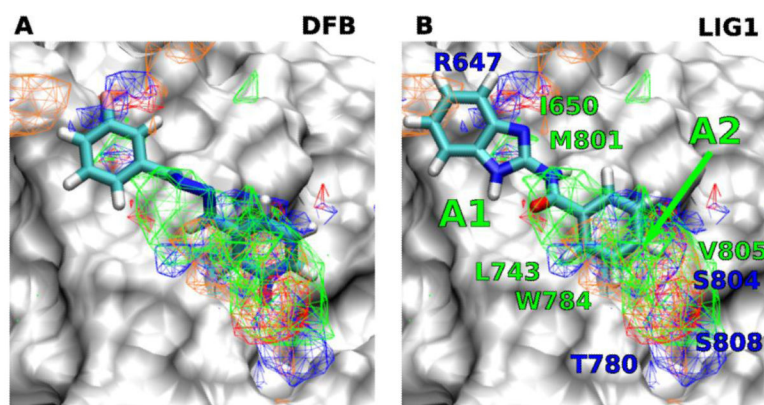 A DFB
B LIG1
R647
I650
M801
A2
A1
V805
L743
S804
W784
S808
T780